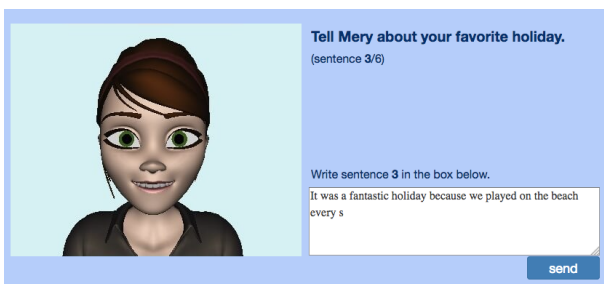 Tell Mery about your favorite holiday.
(sentence 3/6)
Write sentence 3 in the box below.
It was a fantastic holiday because we played on the beach
every s
send